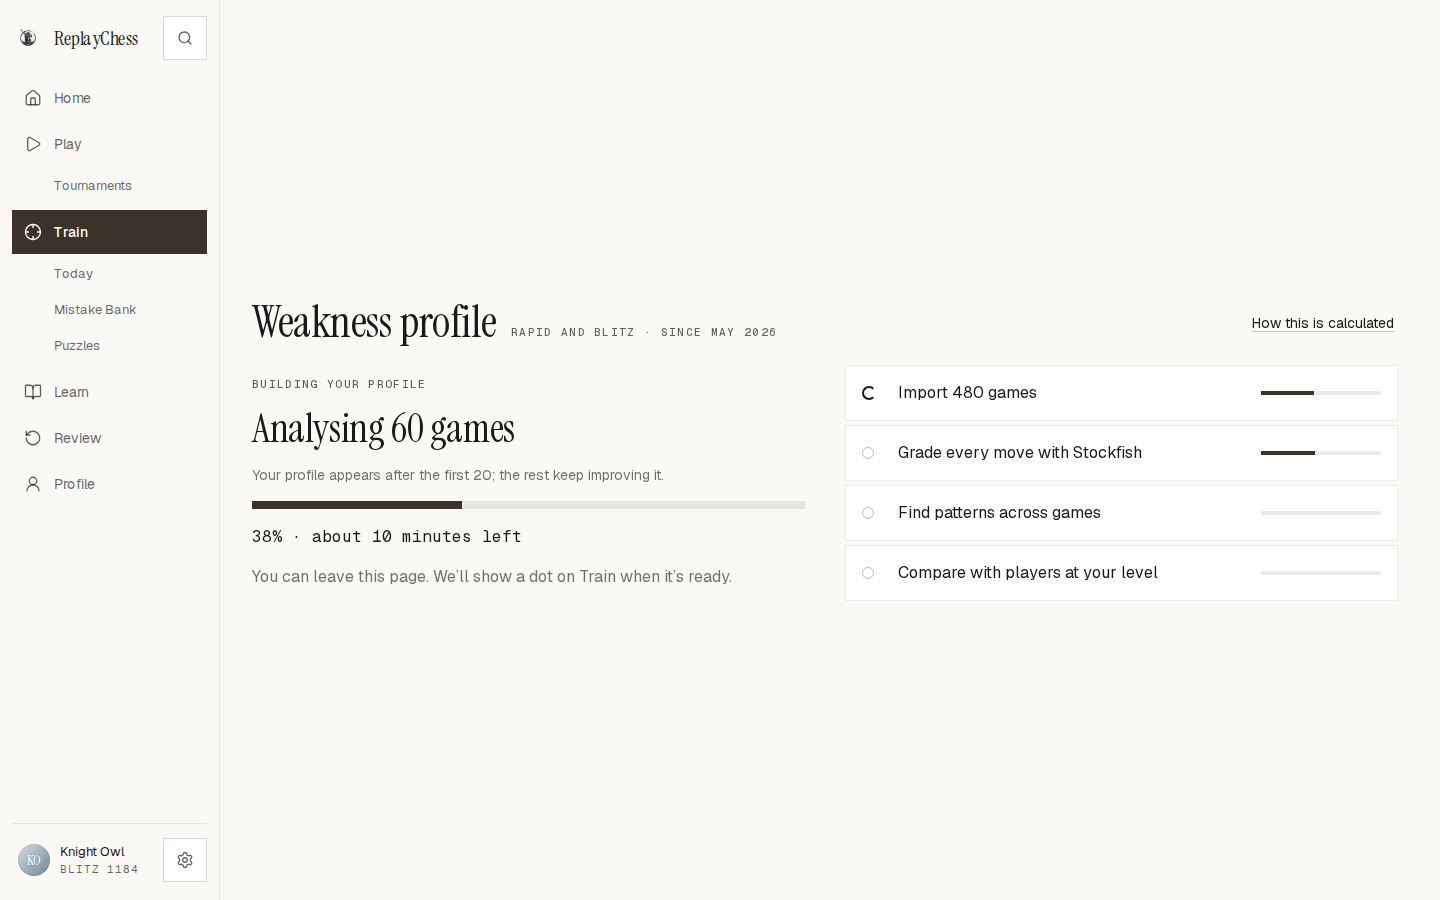 ReplayChess
Home
Play
Tournaments
Train
Today
Mistake Bank
Puzzles
Learn
Review
Profile
KO
Knight Owl
BLITZ 1184
Weakness profile
RAPID AND BLITZ · SINCE MAY 2026
How this is calculated
BUILDING YOUR PROFILE
Analysing 60 games
Your profile appears after the first 20; the rest keep improving it.
38% · about 10 minutes left
You can leave this page. We’ll show a dot on Train when it’s ready.
Import 480 games
Grade every move with Stockfish
Find patterns across games
Compare with players at your level